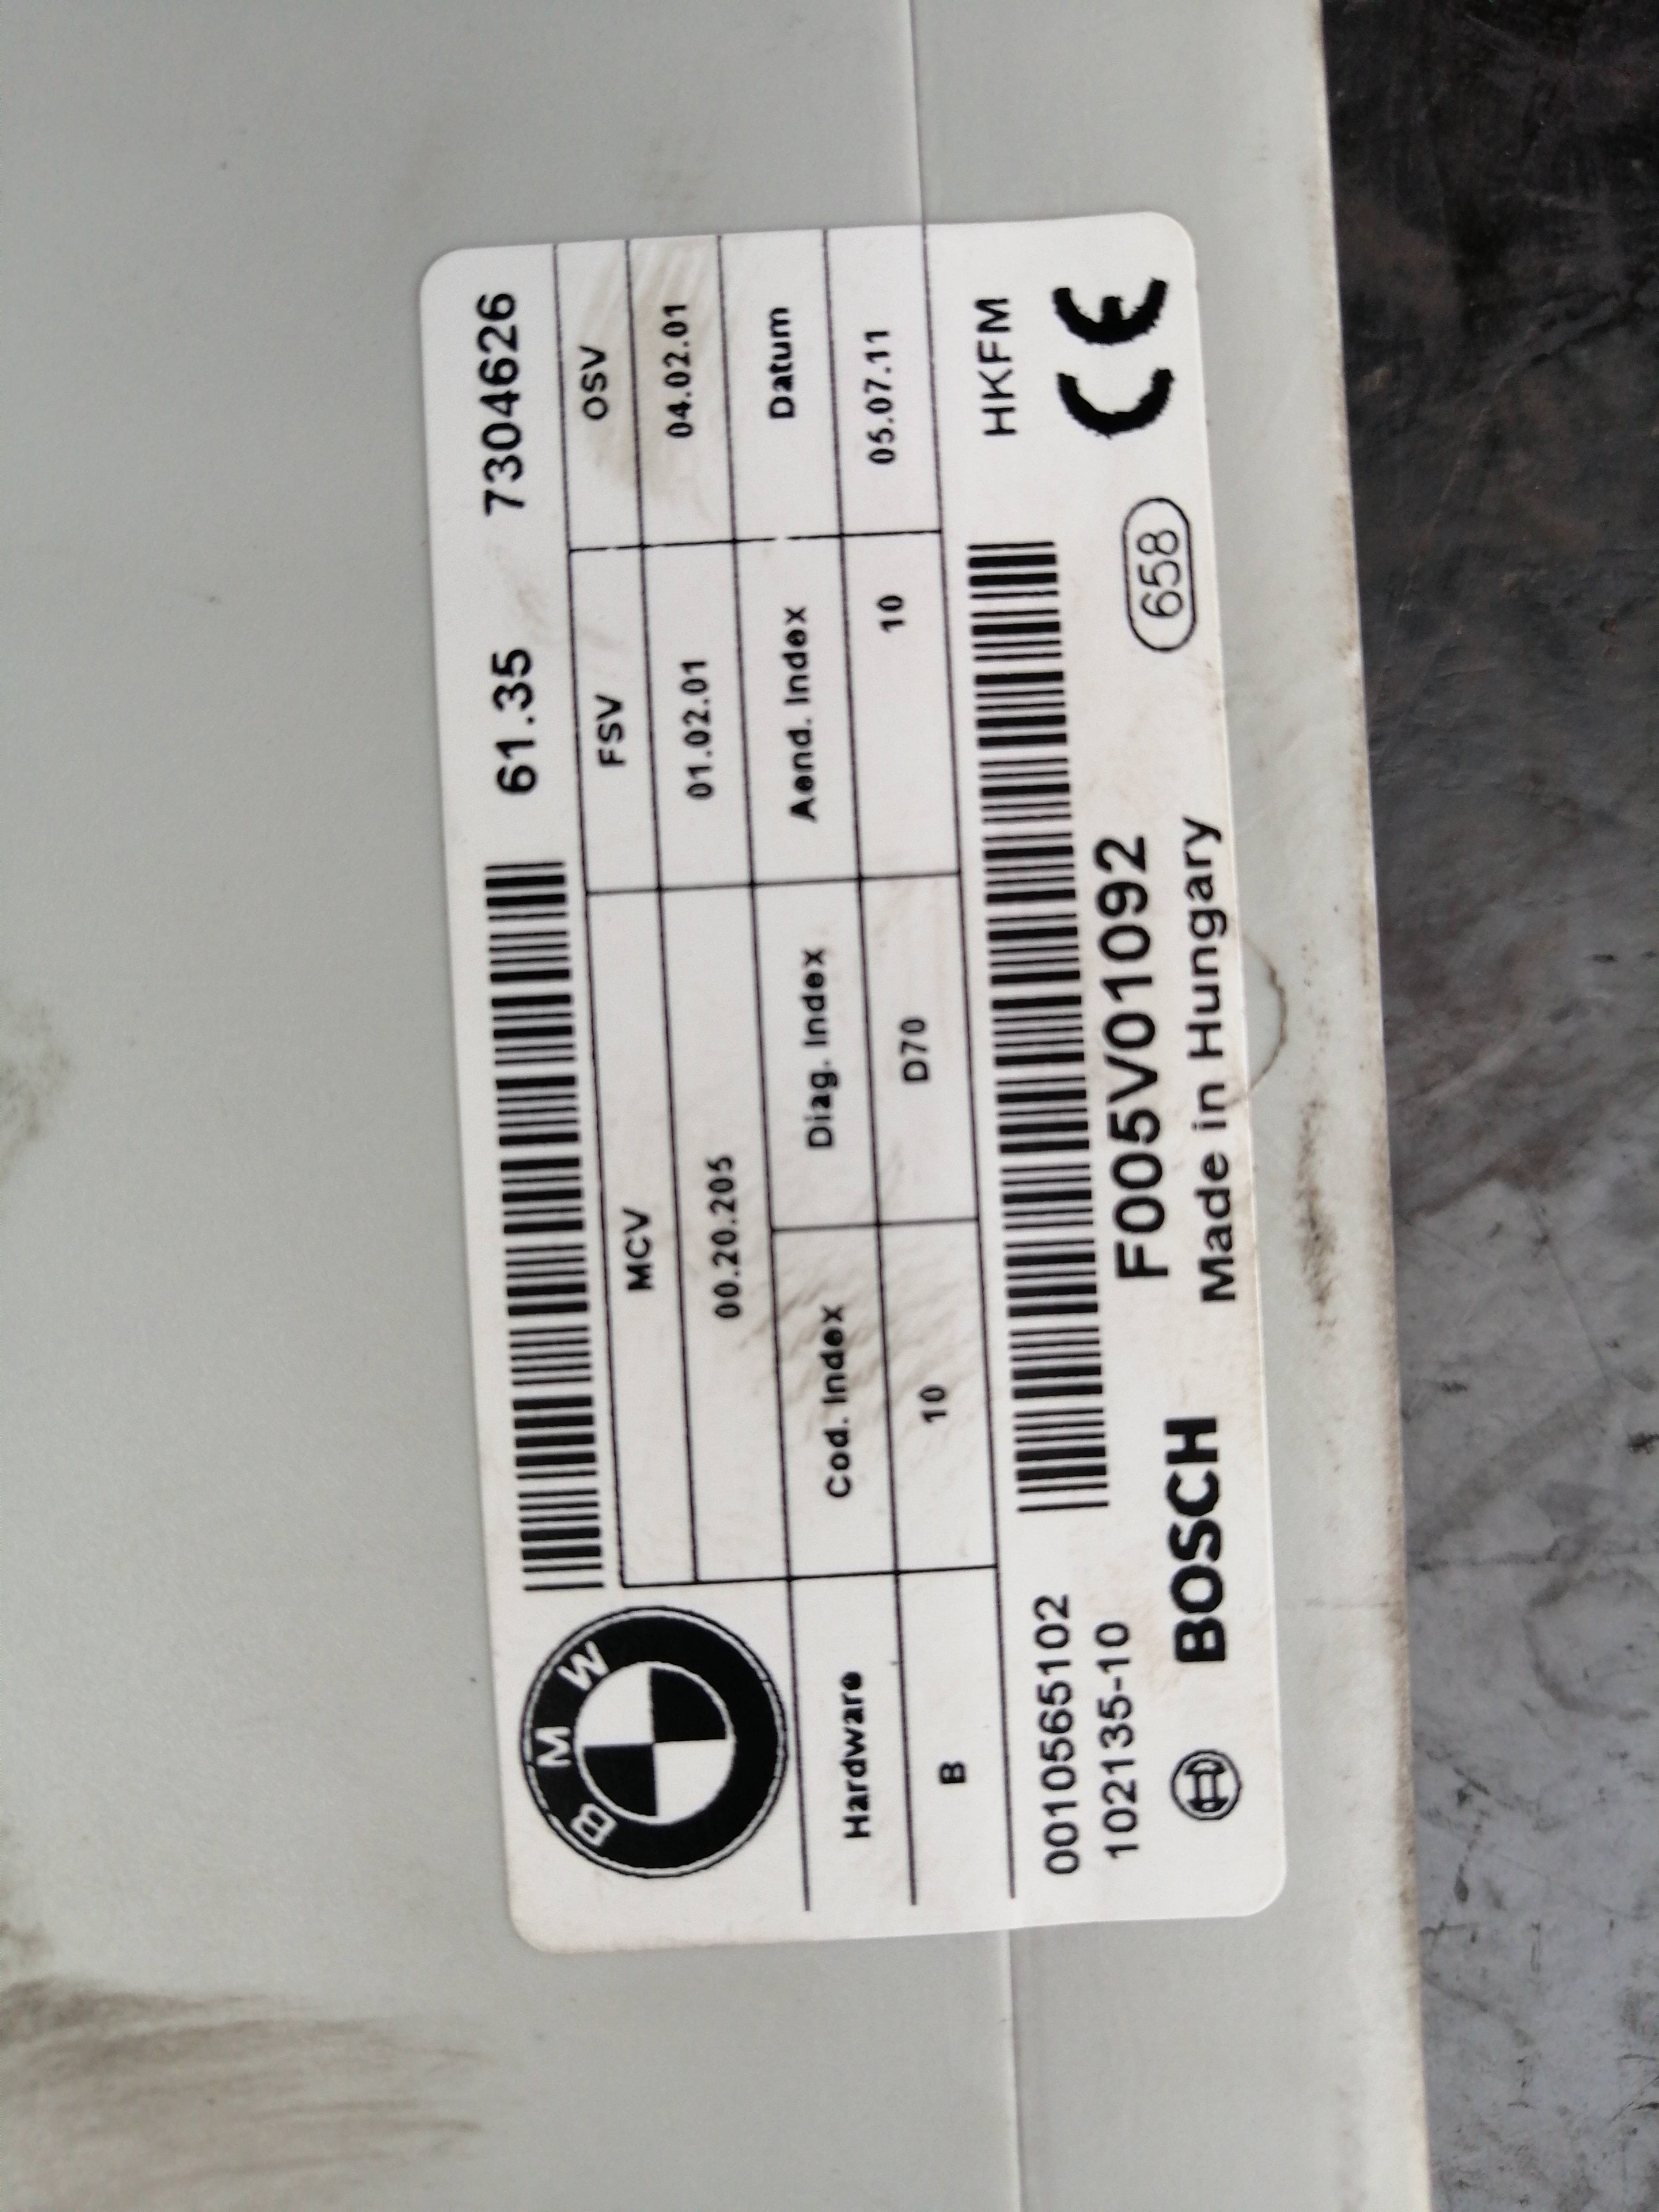 BMW
61.35 7304626
MCV FSV OSV
00.20.205 01.02.01 04.02.01
Hardware Cod. Index Diag. Index Aend. Index Datum
B 10 D70 10 05.07.11
0010565102 HKFM
102135-10
F005V01092 658 CE
BOSCH Made in Hungary